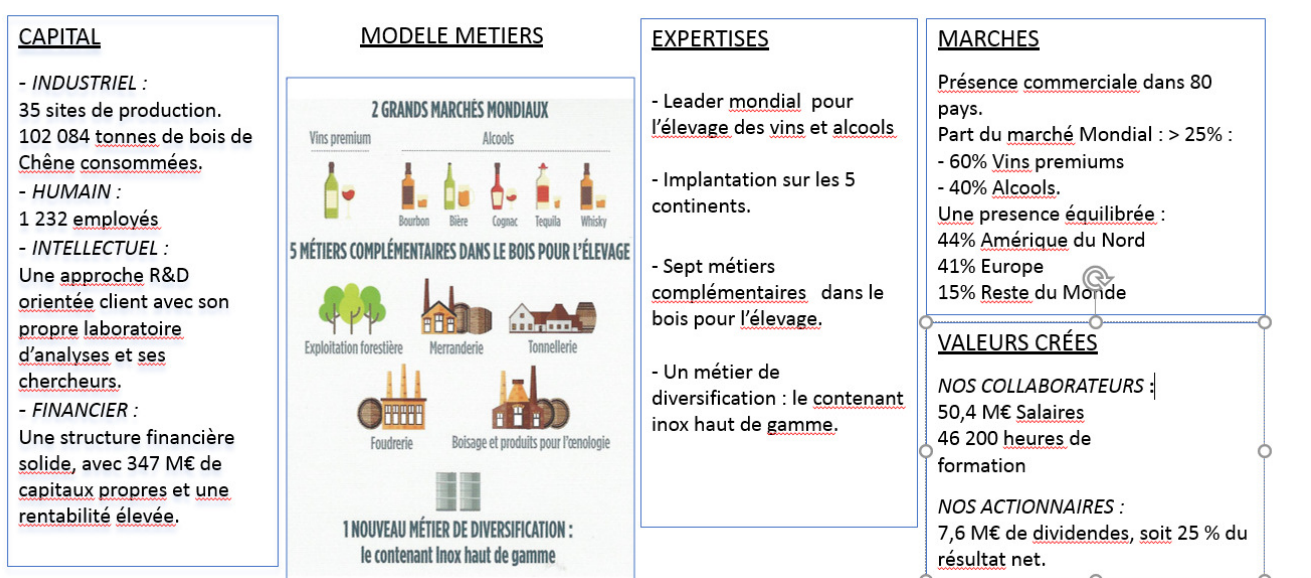 CAPITAL
- INDUSTRIEL :
35 sites de production.
102 084 tonnes de bois de
Chêne consommées.
- HUMAIN :
1 232 employés
- INTELLECTUEL :
Une approche R&D
orientée client avec son
propre laboratoire
d’analyses et ses
chercheurs.
- FINANCIER :
Une structure financière
solide, avec 347 M€ de
capitaux propres et une
rentabilité élevée.
MODELE METIERS
2 GRANDS MARCHÉS MONDIAUX
Vins premium
Alcools
Bourbon
Bière
Cognac
Tequila
Whisky
5 MÉTIERS COMPLÉMENTAIRES DANS LE BOIS POUR L’ÉLEVAGE
Exploitation forestière
Merranderie
Tonnellerie
Foudrerie
Boisage et produits pour l’œnologie
1 NOUVEAU MÉTIER DE DIVERSIFICATION :
le contenant Inox haut de gamme
EXPERTISES
- Leader mondial pour
l’élevage des vins et alcools
- Implantation sur les 5
continents.
- Sept métiers
complémentaires dans le
bois pour l’élevage.
- Un métier de
diversification : le contenant
inox haut de gamme.
MARCHES
Présence commerciale dans 80
pays.
Part du marché Mondial : > 25% :
- 60% Vins premiums
- 40% Alcools.
Une presence équilibrée :
44% Amérique du Nord
41% Europe
15% Reste du Monde
VALEURS CRÉES
NOS COLLABORATEURS :
50,4 M€ Salaires
46 200 heures de
formation
NOS ACTIONNAIRES :
7,6 M€ de dividendes, soit 25 % du
résultat net.